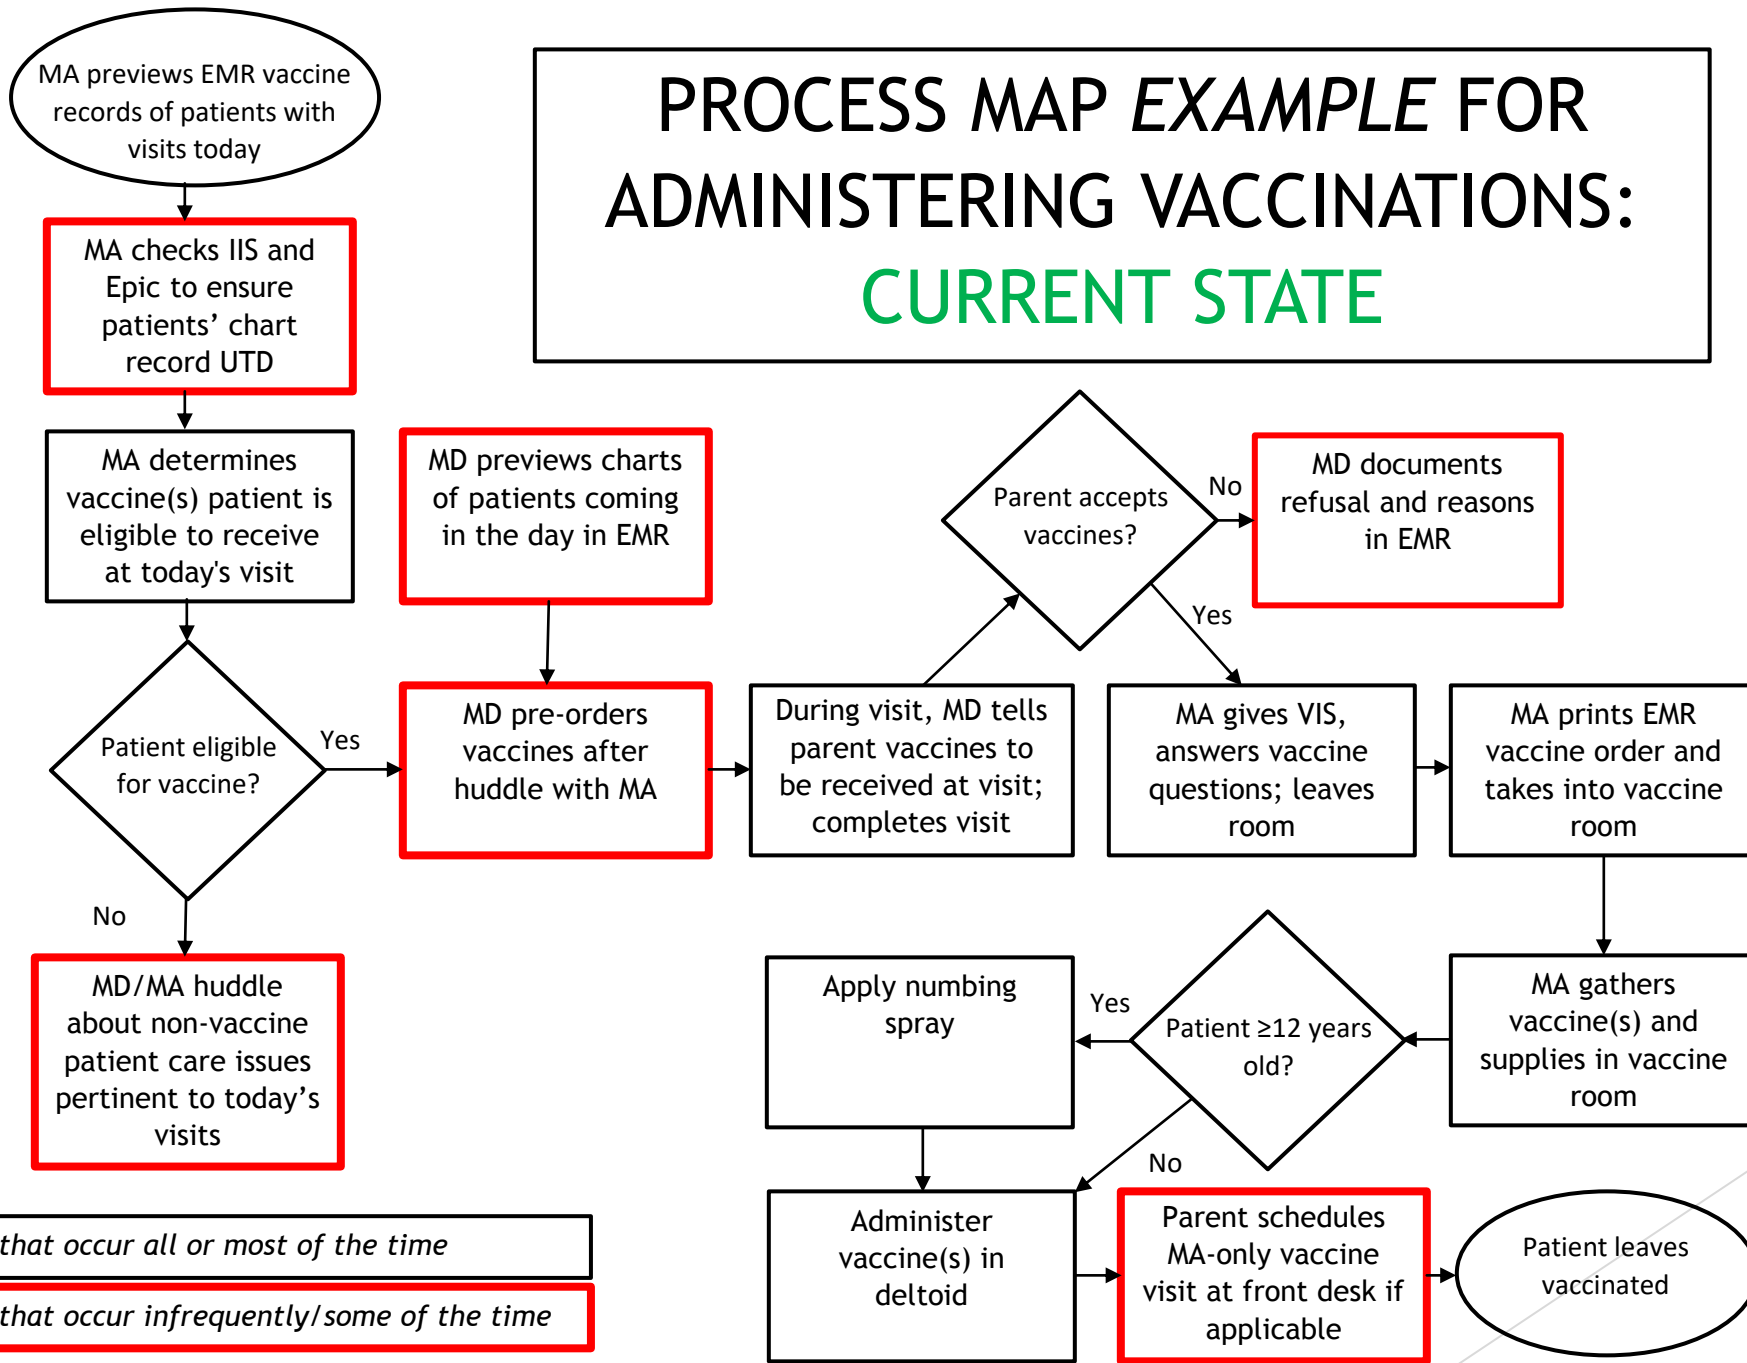 MA previews EMR vaccine
records of patients with
visits today
PROCESS MAP EXAMPLE FOR
ADMINISTERING VACCINATIONS:
CURRENT STATE
MA checks IIS and
Epic to ensure
patients’ chart
record UTD
MA determines
vaccine(s) patient is
eligible to receive
at today's visit
MD previews charts
of patients coming
in the day in EMR
Parent accepts
vaccines?
No
MD documents
refusal and reasons
in EMR
Yes
Patient eligible
for vaccine?
Yes
MD pre-orders
vaccines after
huddle with MA
During visit, MD tells
parent vaccines to
be received at visit;
completes visit
MA gives VIS,
answers vaccine
questions; leaves
room
MA prints EMR
vaccine order and
takes into vaccine
room
No
MD/MA huddle
about non-vaccine
patient care issues
pertinent to today’s
visits
Apply numbing
spray
Yes
Patient ≥12 years
old?
MA gathers
vaccine(s) and
supplies in vaccine
room
No
Administer
vaccine(s) in
deltoid
Parent schedules
MA-only vaccine
visit at front desk if
applicable
Patient leaves
vaccinated
that occur all or most of the time
that occur infrequently/some of the time